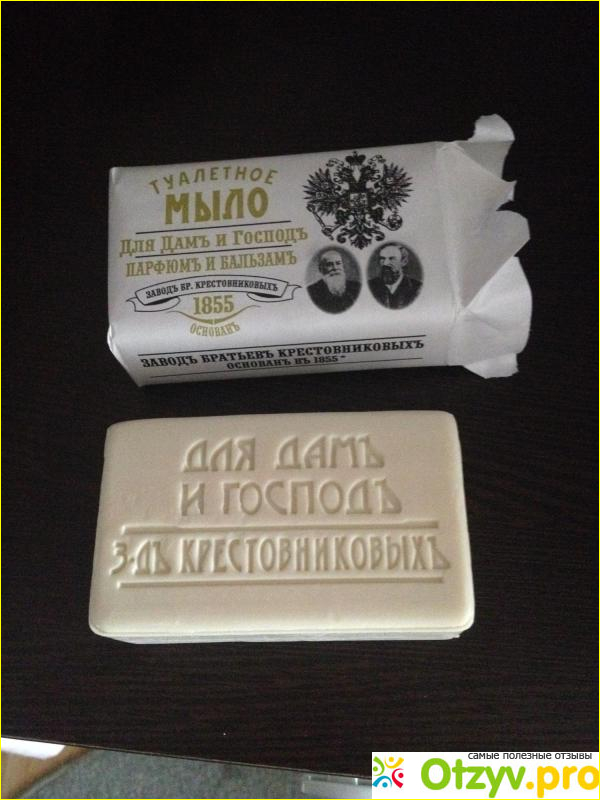 ТУАЛЕТНОЕ
МЫЛО
Для Дамъ и Господъ
ПАРФЮМЪ И БАЛЬЗАМЪ
ЗАВОДЪ БР. КРЕСТОВНИКОВЫХЪ
1855
ОСНОВАНЪ
ЗАВОДЪ БРАТЬЕВЪ КРЕСТОВНИКОВЫХЪ
ОСНОВАНЪ ВЪ 1855*
ДЛЯ ДАМЪ
И ГОСПОДЪ
З-ДЪ КРЕСТОВНИКОВЫХЪ
самые полезные отзывы
Otzyv.pro